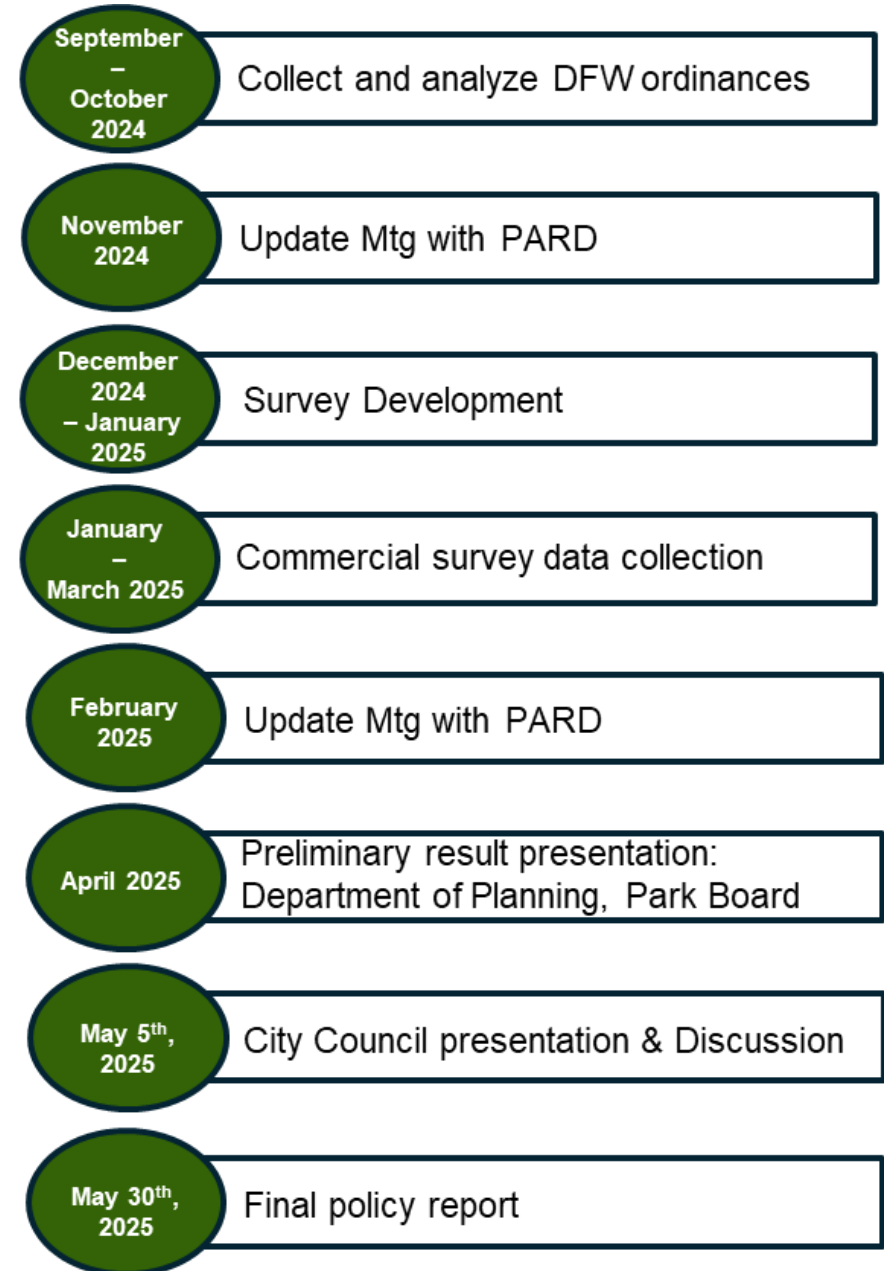 September
–
October
2024
Collect and analyze DFW ordinances
November
2024
Update Mtg with PARD
December
2024
– January
2025
Survey Development
January
–
March 2025
Commercial survey data collection
February
2025
Update Mtg with PARD
April 2025
Preliminary result presentation:
Department of Planning, Park Board
May 5th,
2025
City Council presentation & Discussion
May 30th,
2025
Final policy report